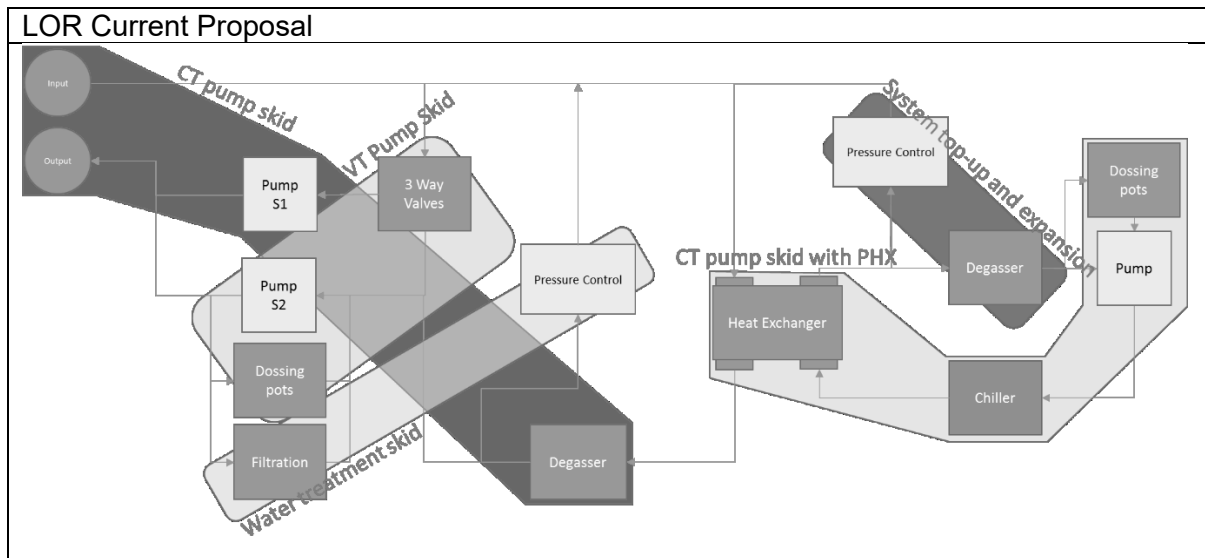 LOR Current Proposal
Input
CT pump skid
VT Pump Skid
System top-up and expansion
Output
Pump
S1
3 Way
Valves
Pressure Control
Dossing
pots
Pump
S2
Pressure Control
CT pump skid with PHX
Degasser
Pump
Heat Exchanger
Dossing
pots
Chiller
Filtration
Water treatment skid
Degasser